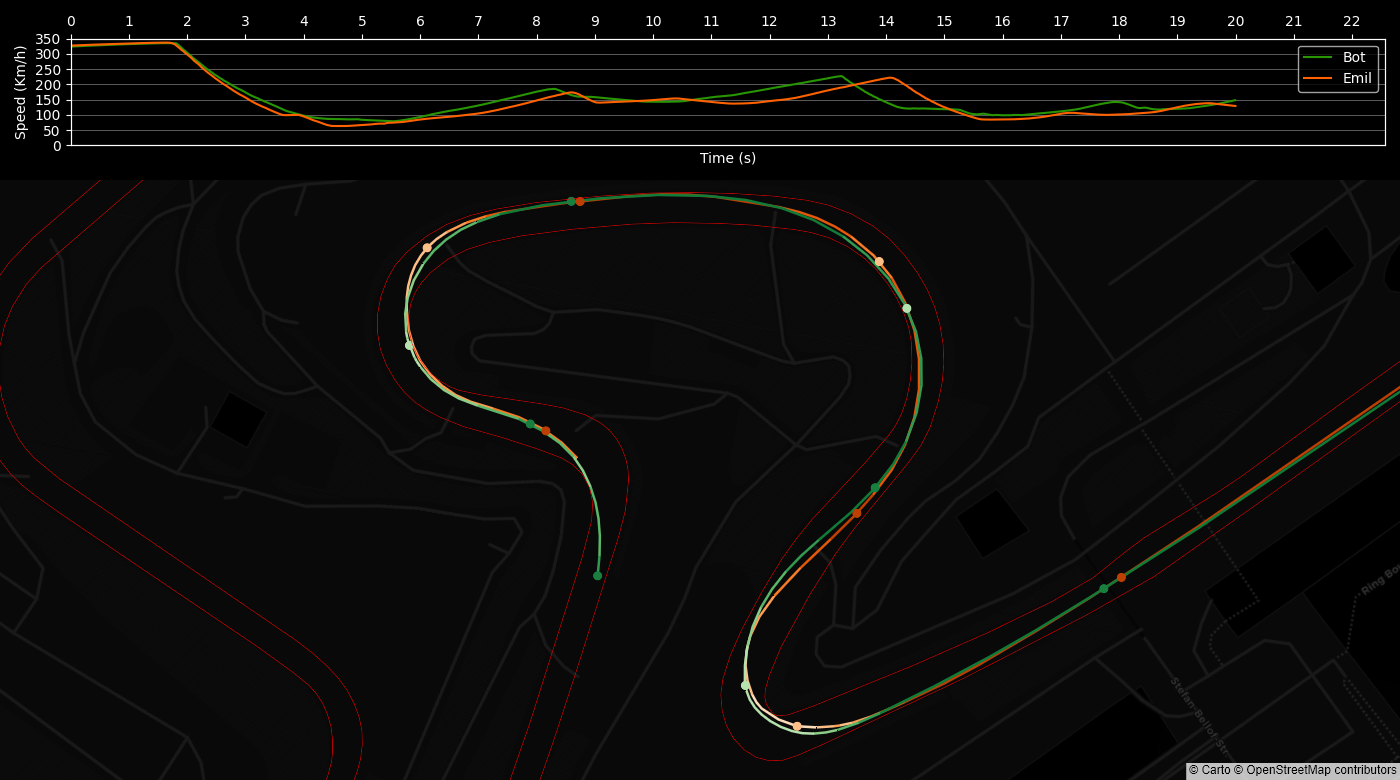 0 1 2 3 4 5 6 7 8 9 10 11 12 13 14 15 16 17 18 19 20 21 22
350
300
250
200
150
100
50
0
Speed (Km/h)
Bot
Emil
Time (s)
Stefan-Bellof-Str
© Carto © OpenStreetMap contributors